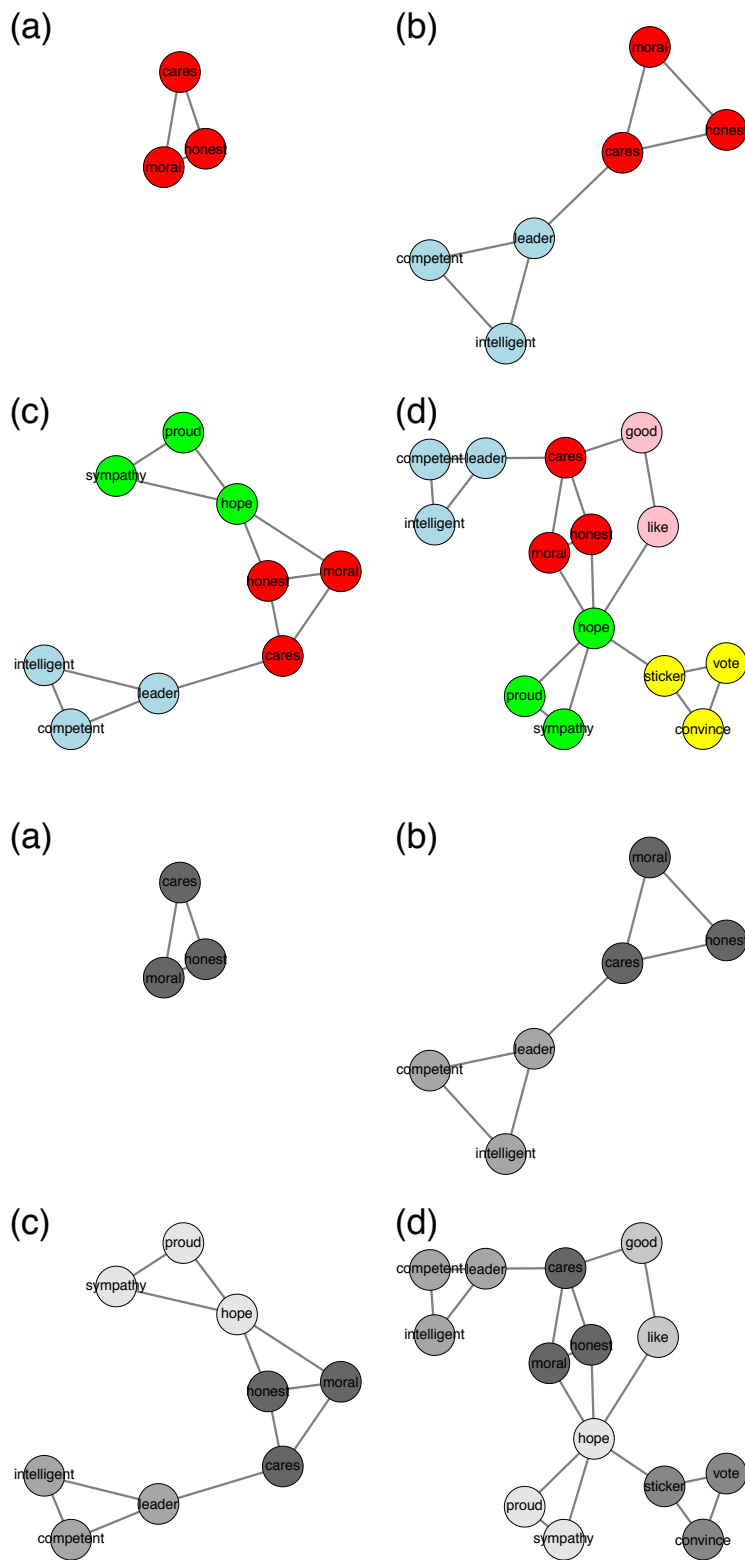 (a)
cares
moral
honest
(b)
moral
honest
cares
leader
competent
intelligent
(c)
proud
sympathy
hope
honest
moral
cares
intelligent
leader
competent
(d)
good
competent
leader
cares
intelligent
like
honest
moral
hope
sticker
vote
proud
sympathy
convince
(a)
cares
honest
moral
(b)
moral
honest
cares
leader
competent
intelligent
(c)
proud
sympathy
hope
honest
moral
cares
intelligent
leader
competent
(d)
good
competent
leader
cares
intelligent
like
honest
moral
hope
sticker
vote
proud
sympathy
convince